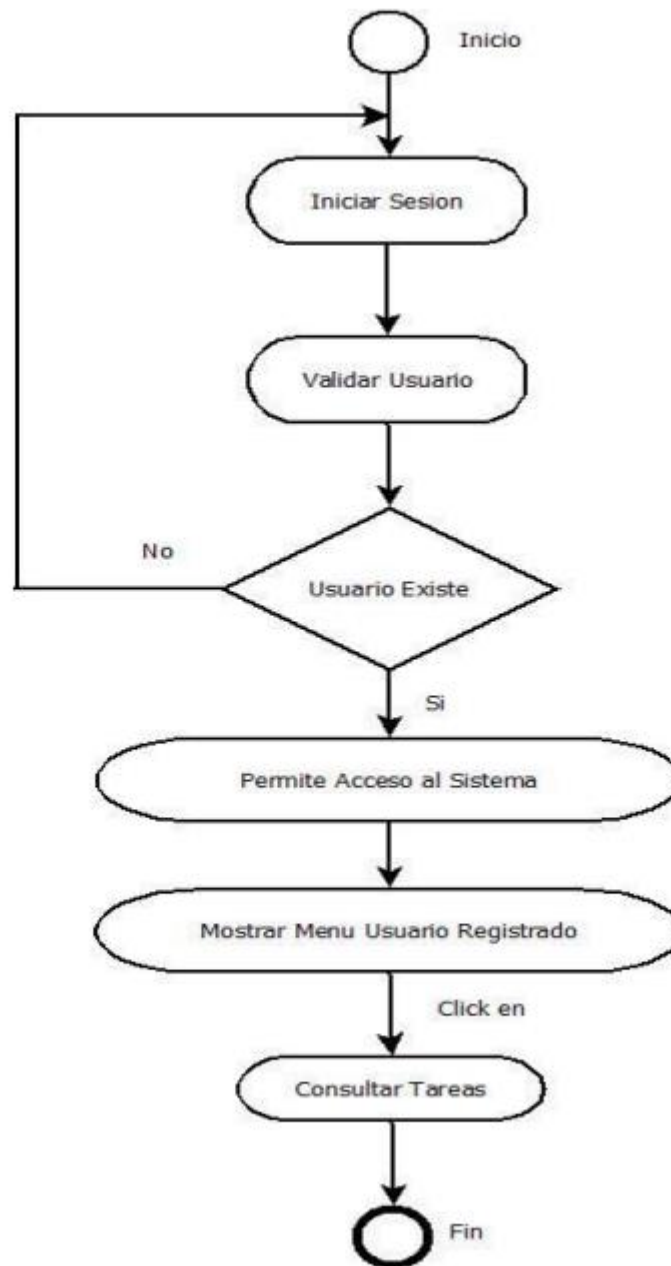 Inicio
Iniciar Sesion
Validar Usuario
No
Usuario Existe
Si
Permite Acceso al Sistema
Mostrar Menu Usuario Registrado
Click en
Consultar Tareas
Fin